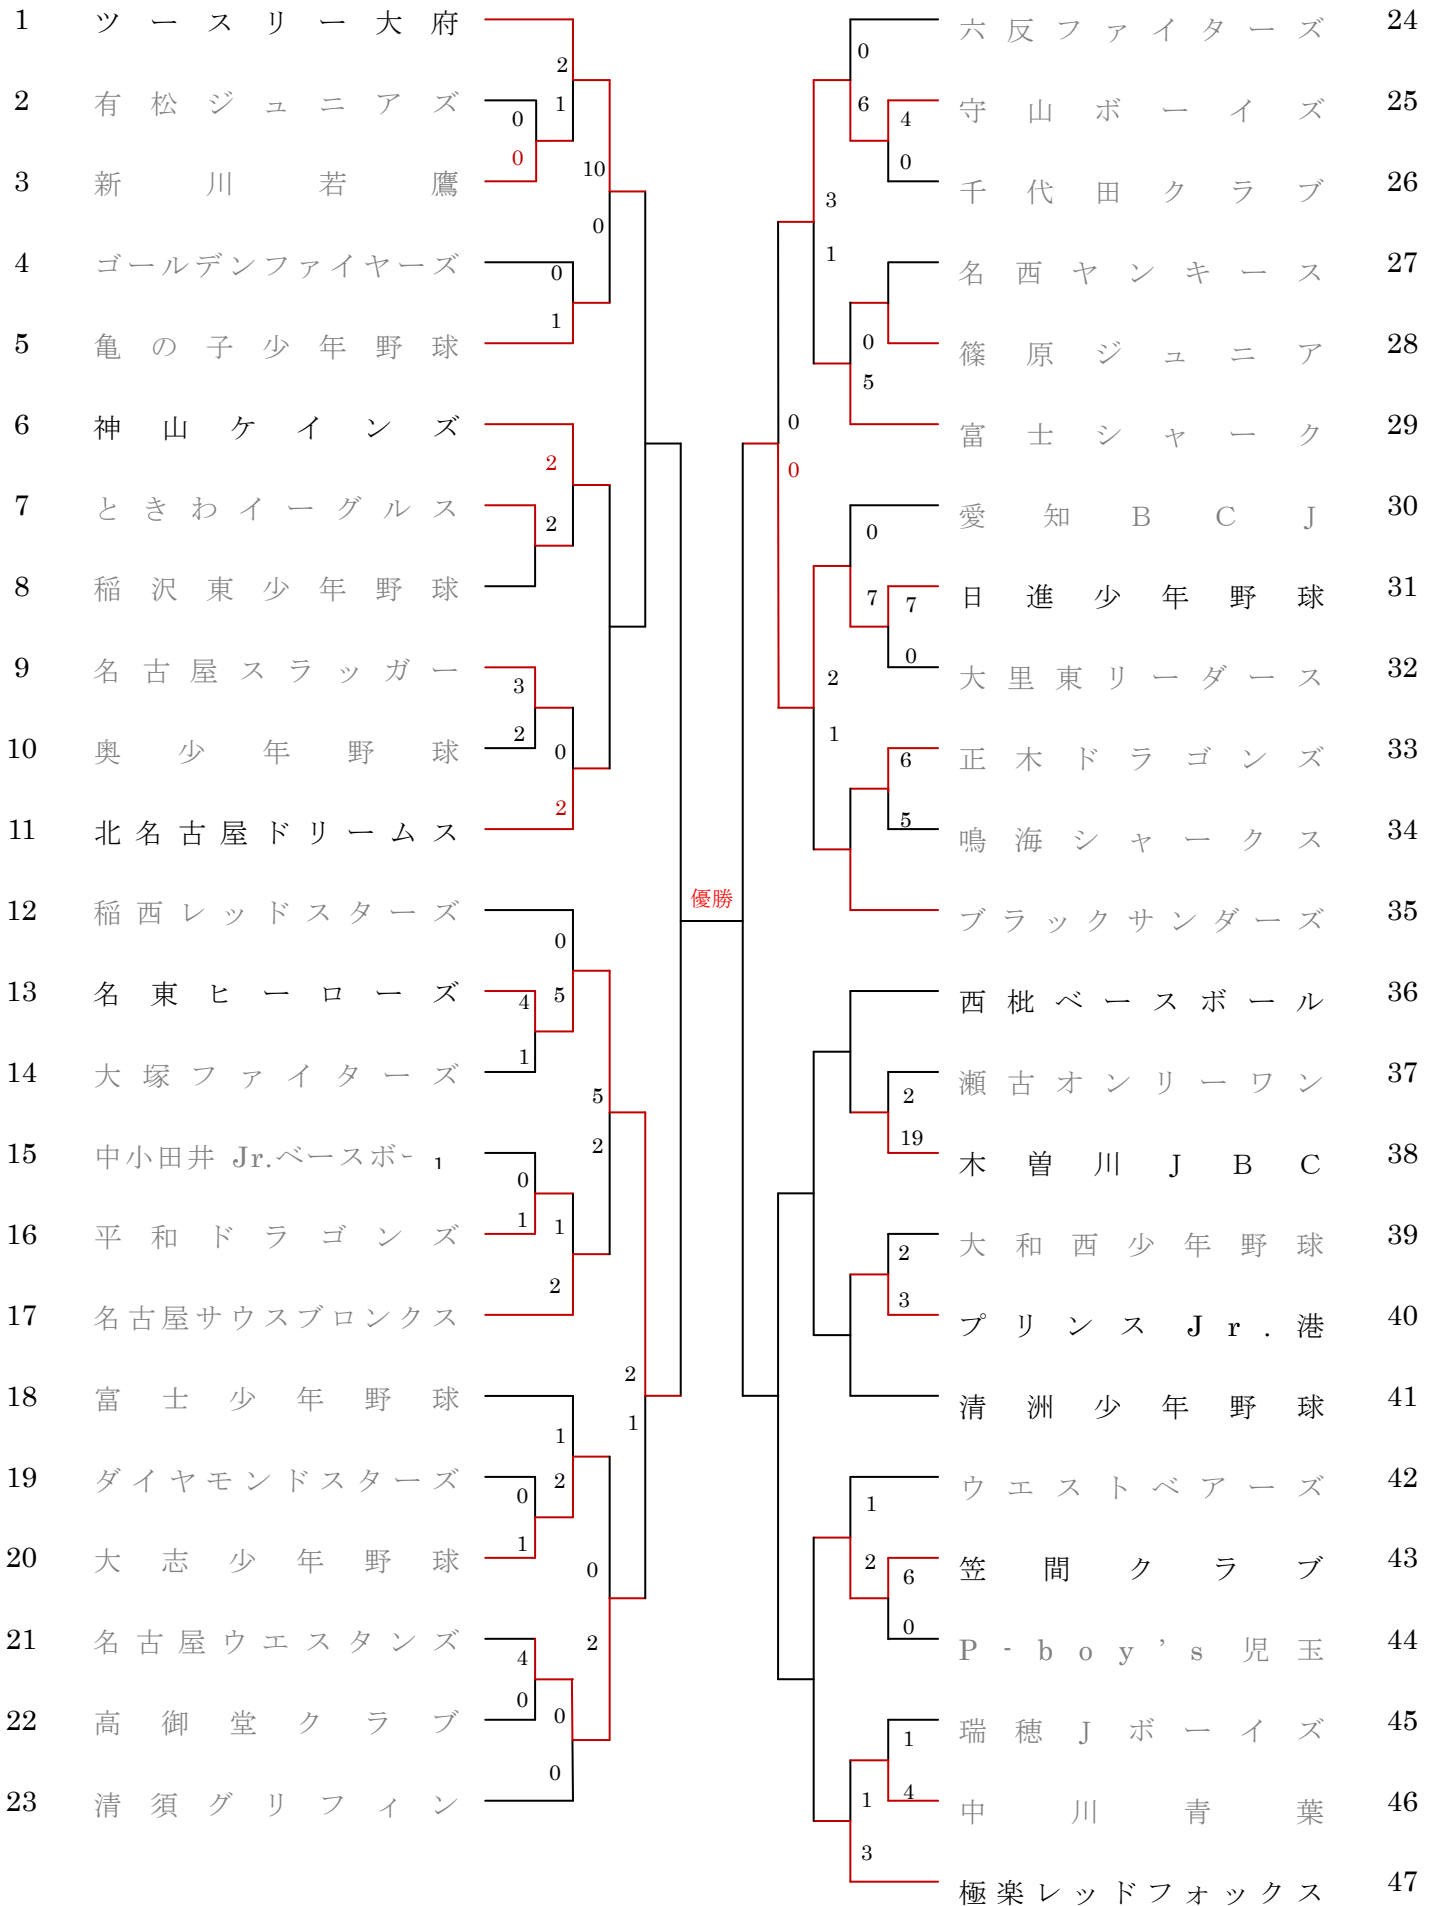 1 ツースリー大府
2
1
2 有松ジュニアズ
0
0
3 新川若鷹
10
0
4 ゴールデンファイヤーズ
0
1
5 亀の子少年野球
6 神山ケインズ
2
7 ときわイーグルス
2
8 稲沢東少年野球
9 名古屋スラッガー
3
2
10 奥少年野球
0
2
11 北名古屋ドリームス
12 稲西レッドスターズ
0
13 名東ヒーローズ
4
5
1
14 大塚ファイターズ
5
2
15 中小田井 Jr.ベースボー
0
1
16 平和ドラゴンズ
1
2
17 名古屋サウスブロンクス
2
1
18 富士少年野球
1
19 ダイヤモンドスターズ
0
2
1
20 大志少年野球
0
2
21 名古屋ウエスタンズ
4
0
22 高御堂クラブ
0
0
23 清須グリフィン
優勝
六反ファイターズ 24
0
6
守山ボーイズ 25
4
0
千代田クラブ 26
3
1
名西ヤンキース 27
0
篠原ジュニア 28
5
富士シャーク 29
0
0
愛知BCJ 30
0
7
日進少年野球 31
7
0
大里東リーダース 32
2
1
正木ドラゴンズ 33
6
5
鳴海シャークス 34
ブラックサンダーズ 35
西枇ベースボール 36
瀬古オンリーワン 37
2
19
木曽川JBC 38
大和西少年野球 39
2
3
プリンスJr.港 40
清洲少年野球 41
ウエストベアーズ 42
1
2
笠間クラブ 43
6
0
P-boy's児玉 44
瑞穂Jボーイズ 45
1
4
中川青葉 46
1
3
極楽レッドフォックス 47